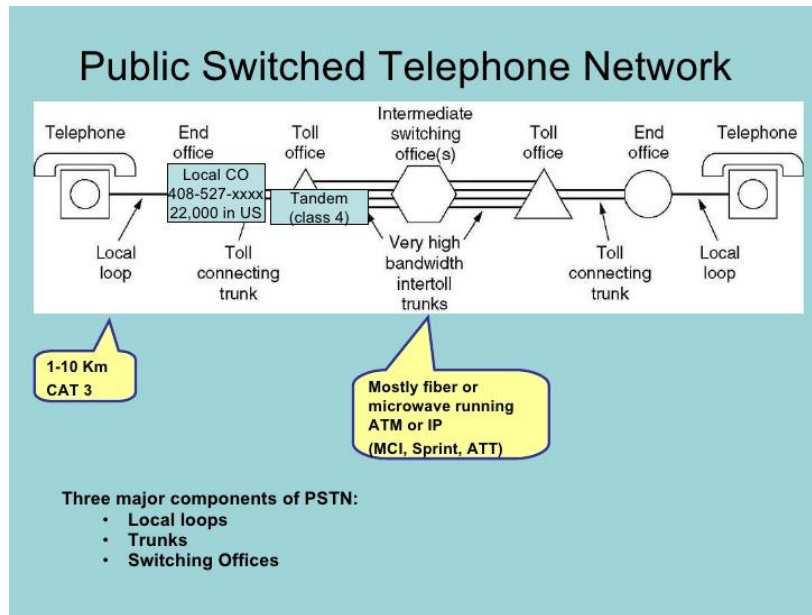 Public Switched Telephone Network
Telephone
End
office
Toll
office
Intermediate
switching
office(s)
Toll
office
End
office
Telephone
Local CO
408-527-xxxx
22,000 in US
Tandem
(class 4)
Local
loop
Toll
connecting
trunk
Very high
bandwidth
intertoll
trunks
Toll
connecting
trunk
Local
loop
1-10 Km
CAT 3
Mostly fiber or
microwave running
ATM or IP
(MCI, Sprint, ATT)
Three major components of PSTN:
• Local loops
• Trunks
• Switching Offices